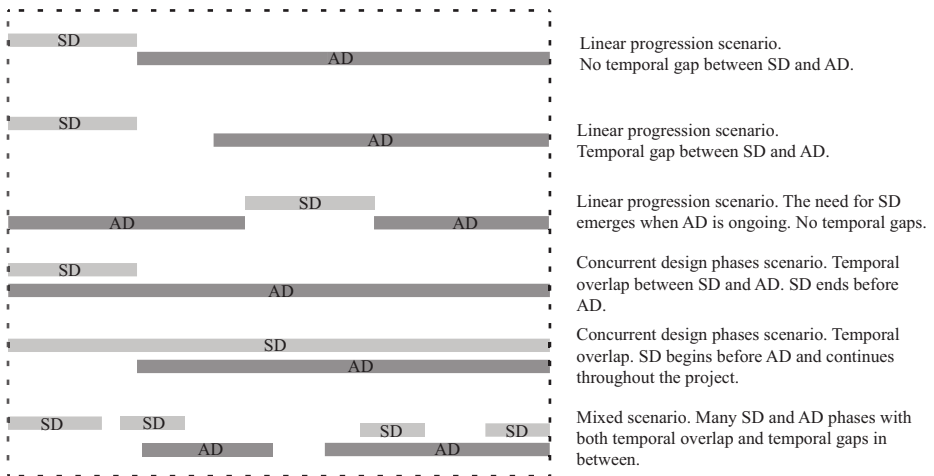 SD
AD
Linear progression scenario.
No temporal gap between SD and AD.
SD
AD
Linear progression scenario.
Temporal gap between SD and AD.
SD
AD AD
Linear progression scenario. The need for SD
emerges when AD is ongoing. No temporal gaps.
SD
AD
Concurrent design phases scenario. Temporal
overlap between SD and AD. SD ends before
AD.
SD
AD
Concurrent design phases scenario. Temporal
overlap. SD begins before AD and continues
throughout the project.
SD SD SD SD
AD AD
Mixed scenario. Many SD and AD phases with
both temporal overlap and temporal gaps in
between.